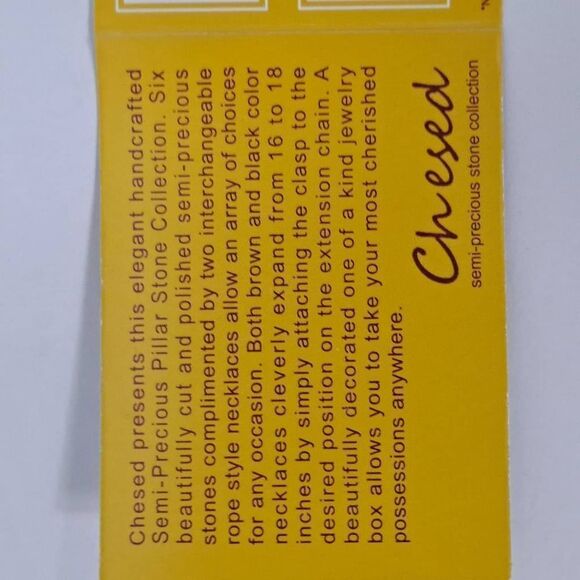 Chesed presents this elegant handcrafted
Semi-Precious Pillar Stone Collection. Six
beautifully cut and polished semi-precious
stones complimented by two interchangeable
rope style necklaces allow an array of choices
for any occasion. Both brown and black color
necklaces cleverly expand from 16 to 18
inches by simply attaching the clasp to the
desired position on the extension chain. A
beautifully decorated one of a kind jewelry
box allows you to take your most cherished
possessions anywhere.
Chesed
semi-precious stone collection